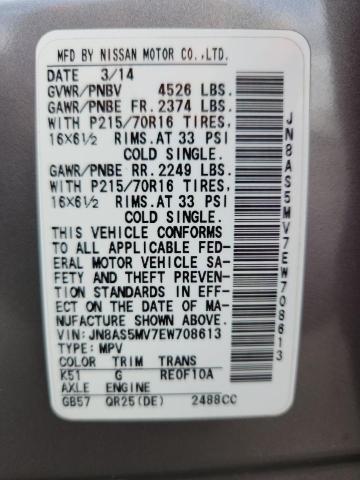 MFD BY NISSAN MOTOR CO.,LTD.
DATE 3/14
GVWR/PNBV 4526 LBS.
GAWR/PNBE FR.2374 LBS.
WITH P215/70R16 TIRES,
16X6½ RIMS.AT 33 PSI
COLD SINGLE.
GAWR/PNBE RR.2249 LBS.
WITH P215/70R16 TIRES,
16X6½ RIMS.AT 33 PSI
COLD SINGLE.
THIS VEHICLE CONFORMS
TO ALL APPLICABLE FED-
ERAL MOTOR VEHICLE SA-
FETY AND THEFT PREVEN-
TION STANDARDS IN EFF-
ECT ON THE DATE OF MA-
NUFACTURE SHOWN ABOVE.
VIN: JN8AS5MV7EW708613
TYPE: MPV
COLOR TRIM TRANS
K51 G RE0F10A
AXLE ENGINE
GB57 QR25(DE) 2488CC
JN8AS5MV7EW708613